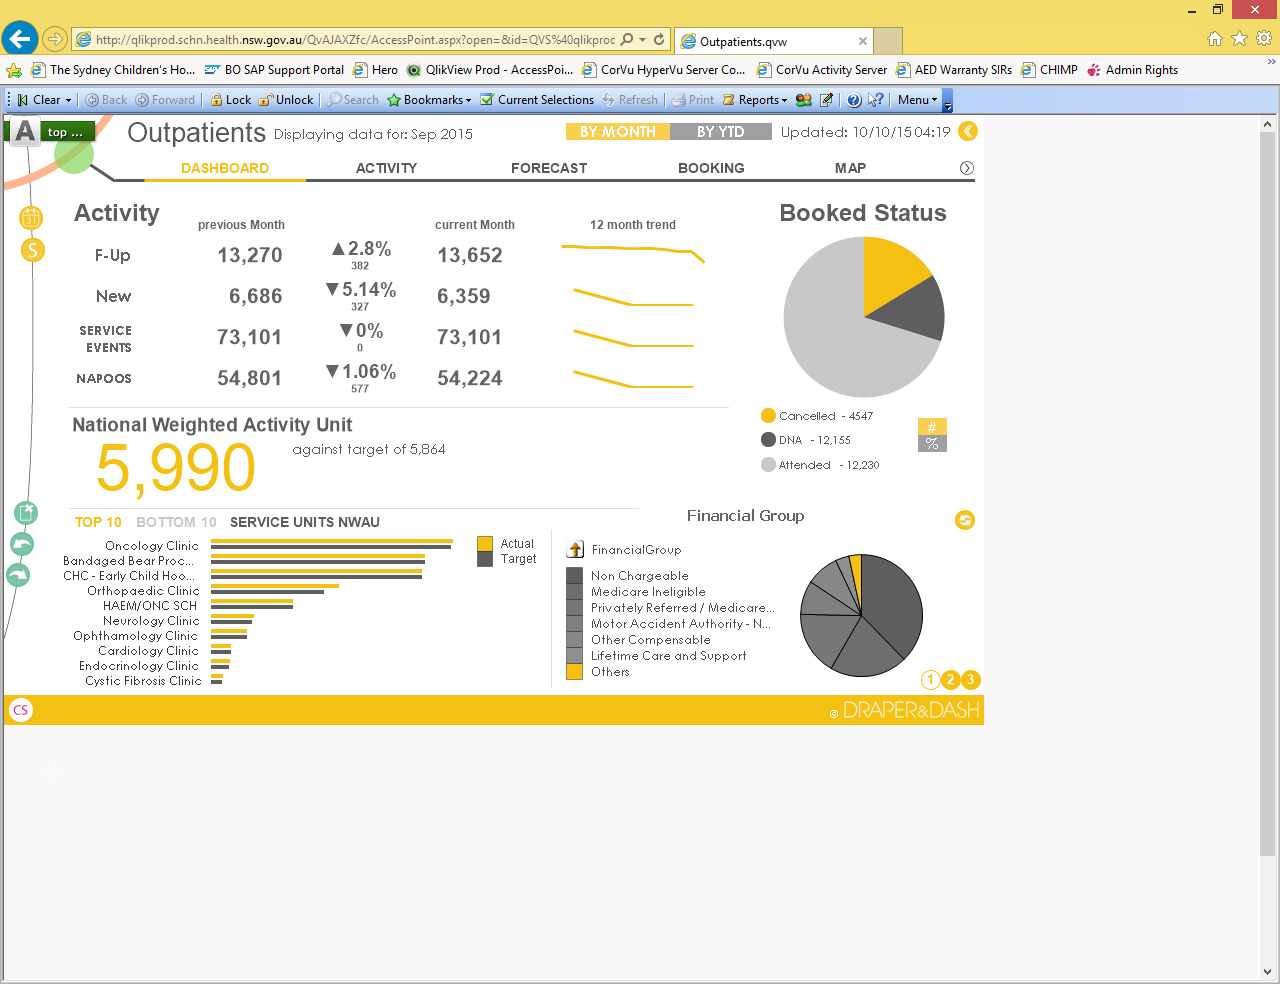 http://qlikprod.schn.health.nsw.gov.au/QvAJAXZfc/AccessPoint.aspx?open=&id=QVS%40qlikprod
Outpatients.qvw
The Sydney Children's Ho... BO SAP Support Portal Hero QlikView Prod - AccessPoi... CorVu HyperVu Server Co... CorVu Activity Server AED Warranty SIRs CHIMP Admin Rights
Clear Back Forward Lock Unlock Search Bookmarks Current Selections Refresh Print Reports Menu
A top ... Outpatients Displaying data for: Sep 2015 BY MONTH BY YTD Updated: 10/10/15 04:19
DASHBOARD ACTIVITY FORECAST BOOKING MAP
Activity previous Month current Month 12 month trend Booked Status
F-Up 13,270 ▲2.8% 13,652
382
New 6,686 ▼5.14% 6,359
327
SERVICE EVENTS 73,101 ▼0% 73,101
0
NAPOOS 54,801 ▼1.06% 54,224
577
31
S
Cancelled - 4547
DNA - 12,155
Attended - 12,230
#
%
National Weighted Activity Unit
5,990 against target of 5,864
TOP 10 BOTTOM 10 SERVICE UNITS NWAU
Actual
Target
Oncology Clinic
Bandaged Bear Proc...
CHC - Early Child Hoo...
Orthopaedic Clinic
HAEM/ONC SCH
Neurology Clinic
Ophthamology Clinic
Cardiology Clinic
Endocrinology Clinic
Cystic Fibrosis Clinic
Financial Group
FinancialGroup
Non Chargeable
Medicare Ineligible
Privately Referred / Medicare...
Motor Accident Authority - N...
Other Compensable
Lifetime Care and Support
Others
1 2 3
CS
© DRAPER&DASH